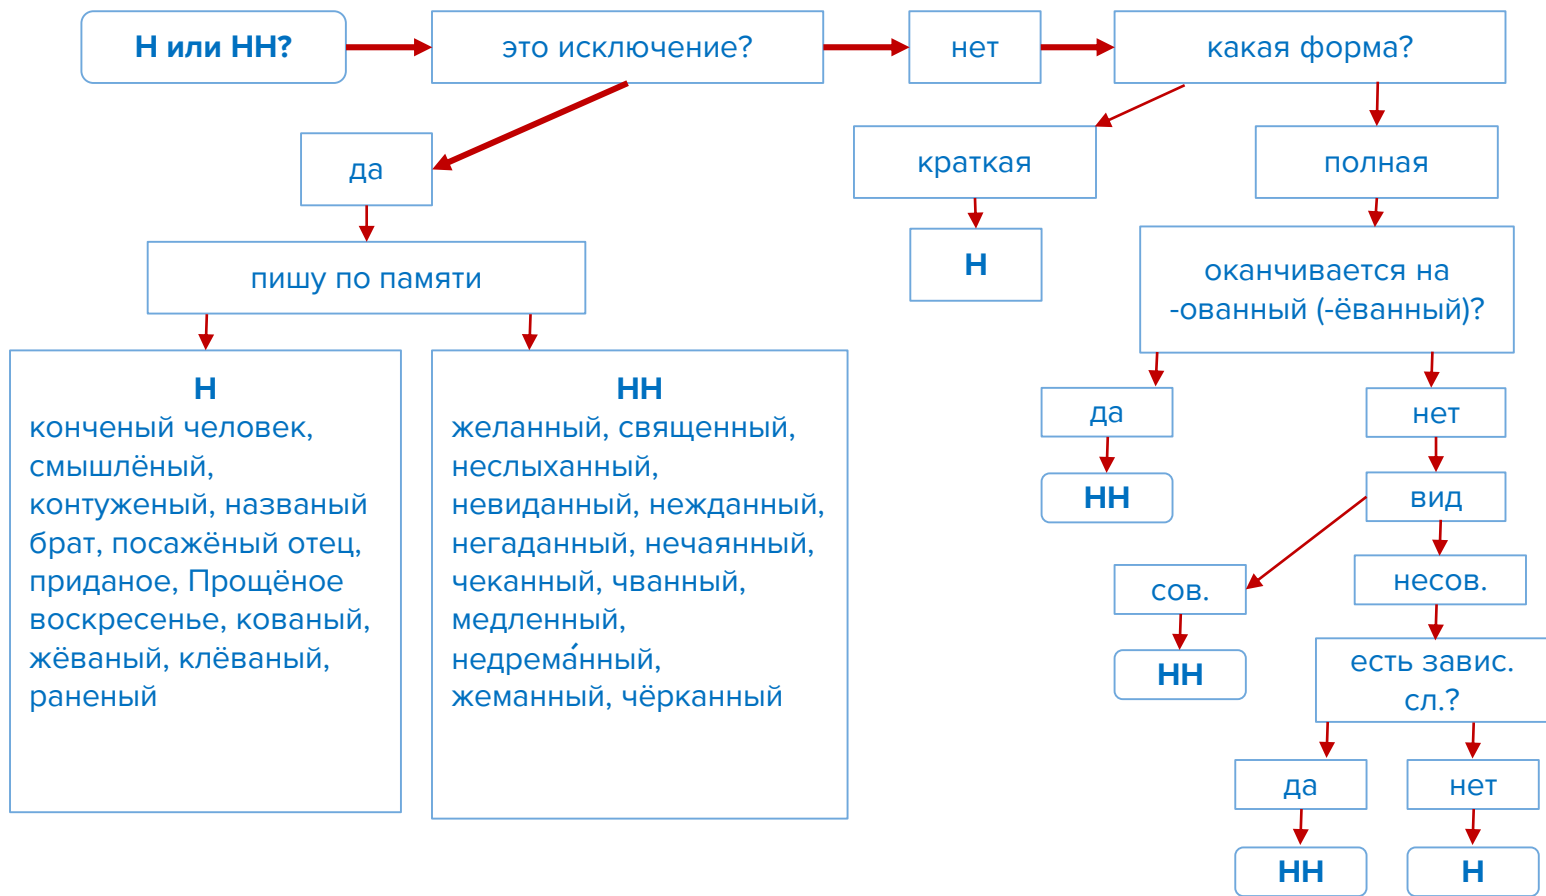 Н или НН?
это исключение?
нет
какая форма?
да
краткая
полная
пишу по памяти
Н
оканчивается на
-ованный (-ёванный)?
Н
конченый человек,
смышлёный,
контуженый, названый
брат, посажёный отец,
приданое, Прощёное
воскресенье, кованый,
жёваный, клёваный,
раненый
НН
желанный, священный,
неслыханный,
невиданный, нежданный,
негаданный, нечаянный,
чеканный, чванный,
медленный,
недрема́нный,
жеманный, чёрканный
да
нет
НН
вид
сов.
несов.
НН
есть завис.
сл.?
да
нет
НН
Н